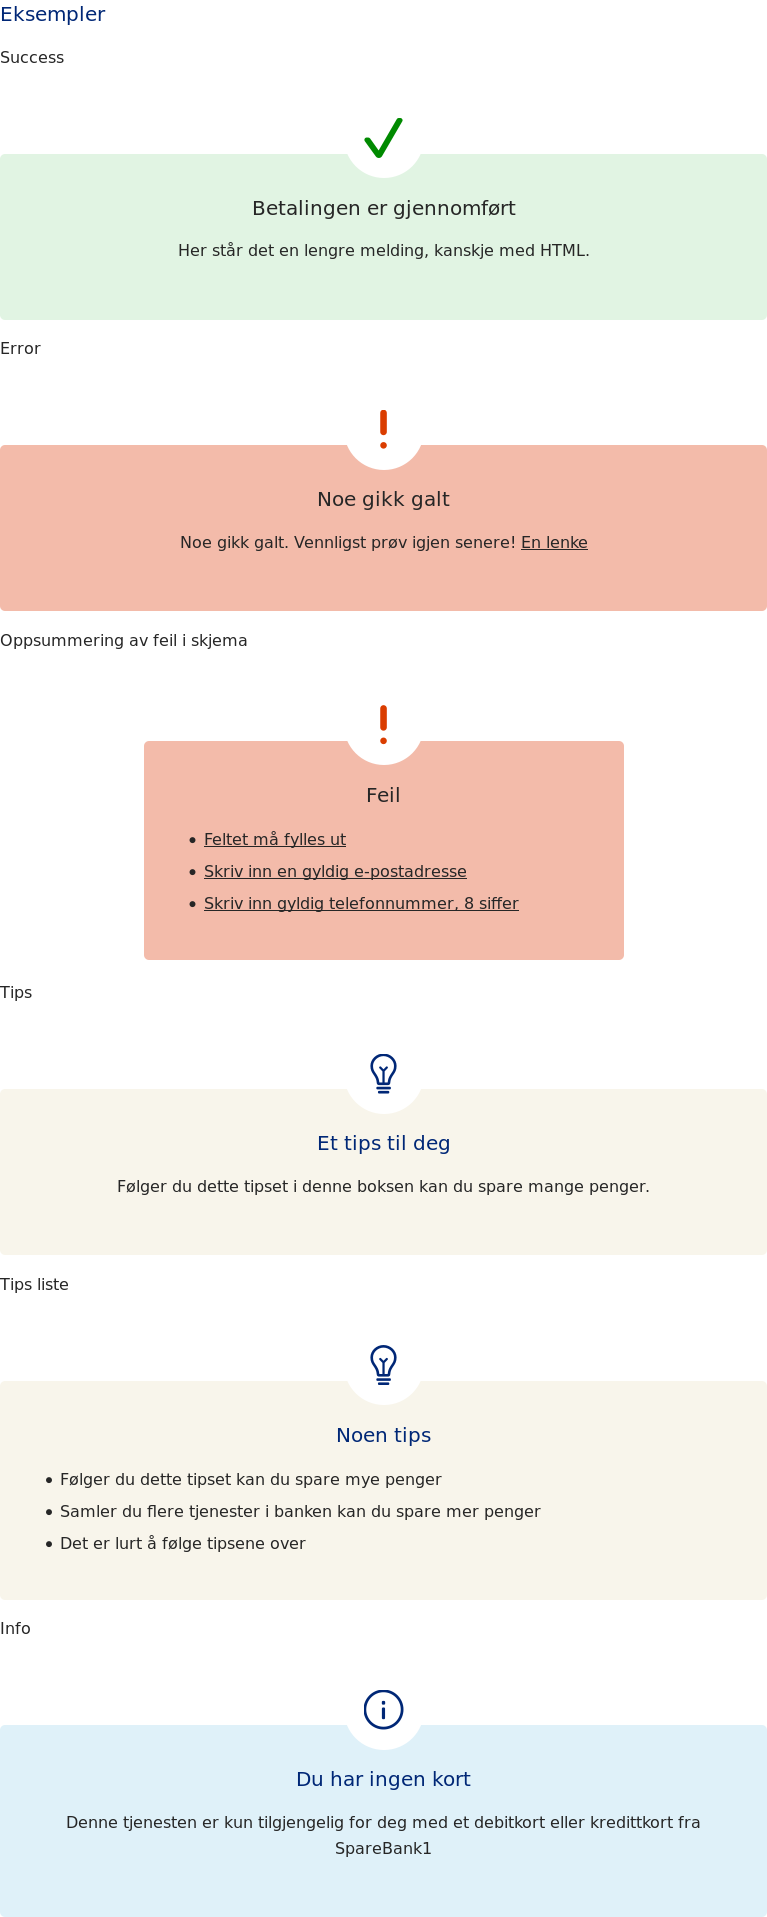 Eksempler
Success
Betalingen er gjennomført
Her står det en lengre melding, kanskje med HTML.
Error
Noe gikk galt
Noe gikk galt. Vennligst prøv igjen senere! En lenke
Oppsummering av feil i skjema
Feil
• Feltet må fylles ut
• Skriv inn en gyldig e-postadresse
• Skriv inn gyldig telefonnummer, 8 siffer
Tips
Et tips til deg
Følger du dette tipset i denne boksen kan du spare mange penger.
Tips liste
Noen tips
• Følger du dette tipset kan du spare mye penger
• Samler du flere tjenester i banken kan du spare mer penger
• Det er lurt å følge tipsene over
Info
Du har ingen kort
Denne tjenesten er kun tilgjengelig for deg med et debitkort eller kredittkort fra
SpareBank1